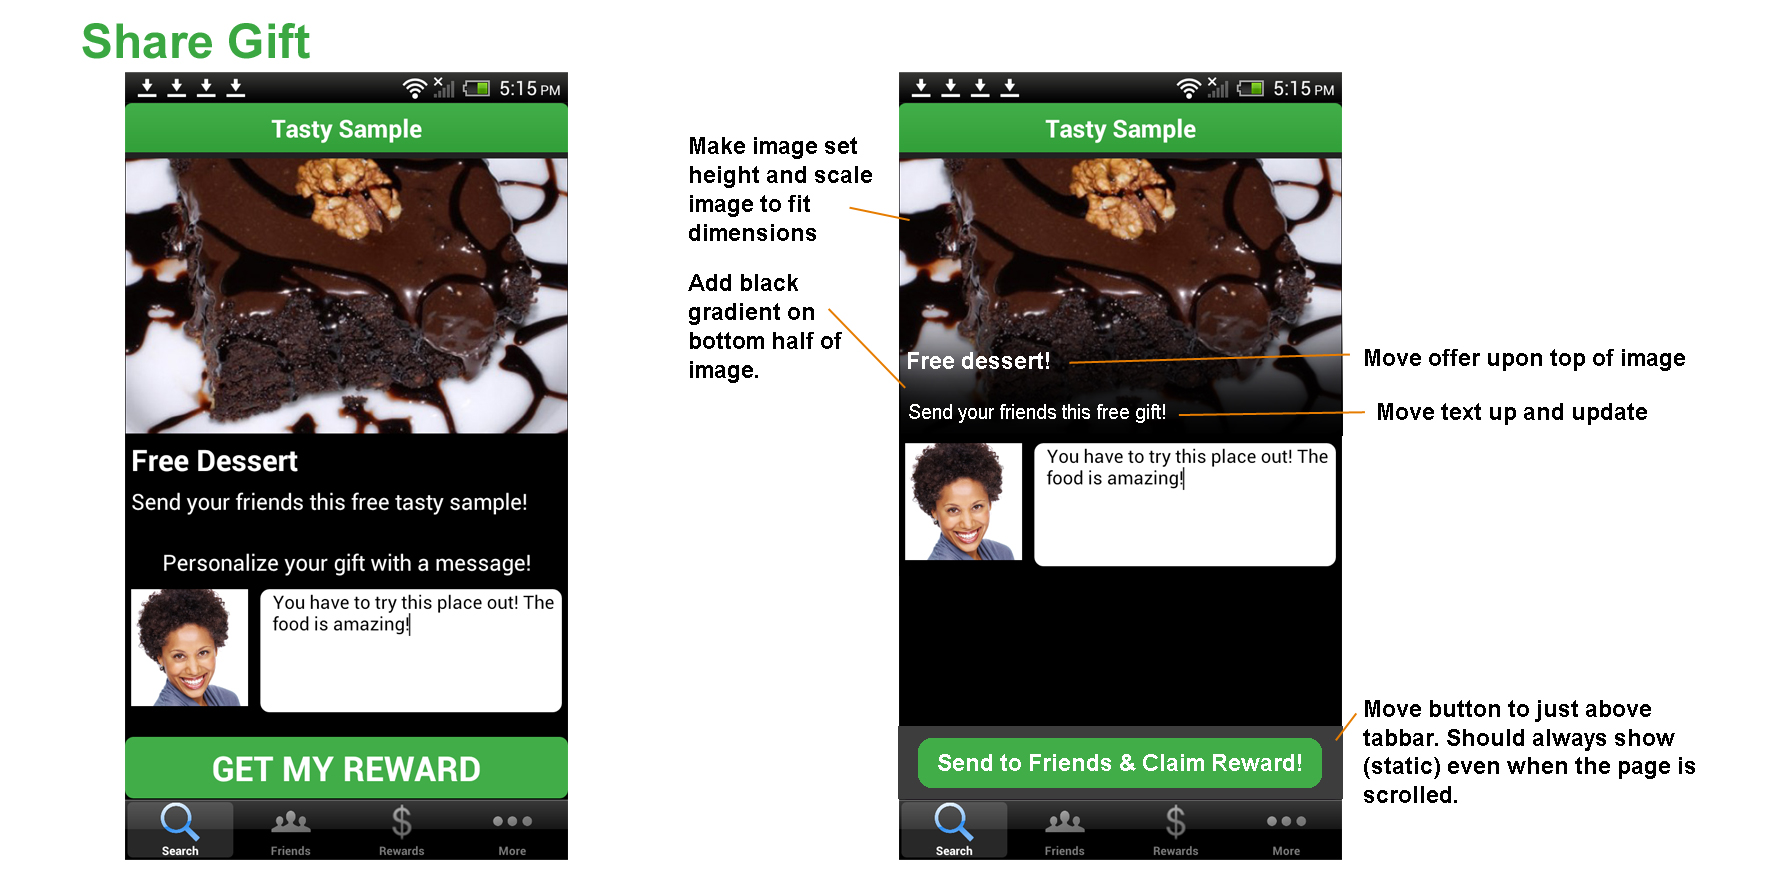 Share Gift
5:15 PM
Tasty Sample
Free Dessert
Send your friends this free tasty sample!
Personalize your gift with a message!
You have to try this place out! The
food is amazing!
GET MY REWARD
Search
Friends
Rewards
More
Make image set
height and scale
image to fit
dimensions
Add black
gradient on
bottom half of
image.
5:15 PM
Tasty Sample
Free dessert!
Send your friends this free gift!
You have to try this place out! The
food is amazing!
Send to Friends & Claim Reward!
Search
Friends
Rewards
More
Move offer upon top of image
Move text up and update
Move button to just above
tabbar. Should always show
(static) even when the page is
scrolled.